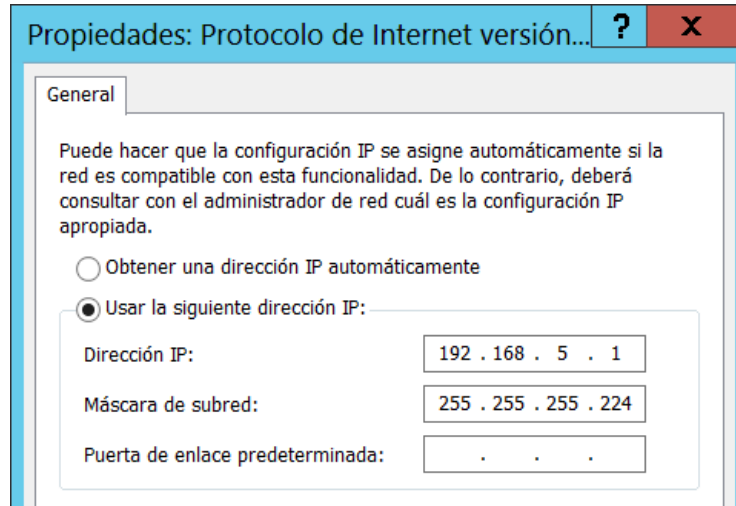 Propiedades: Protocolo de Internet versión... ? X
General
Puede hacer que la configuración IP se asigne automáticamente si la
red es compatible con esta funcionalidad. De lo contrario, deberá
consultar con el administrador de red cuál es la configuración IP
apropiada.
Obtener una dirección IP automáticamente
Usar la siguiente dirección IP:
Dirección IP: 192 . 168 . 5 . 1
Máscara de subred: 255 . 255 . 255 . 224
Puerta de enlace predeterminada: . . .